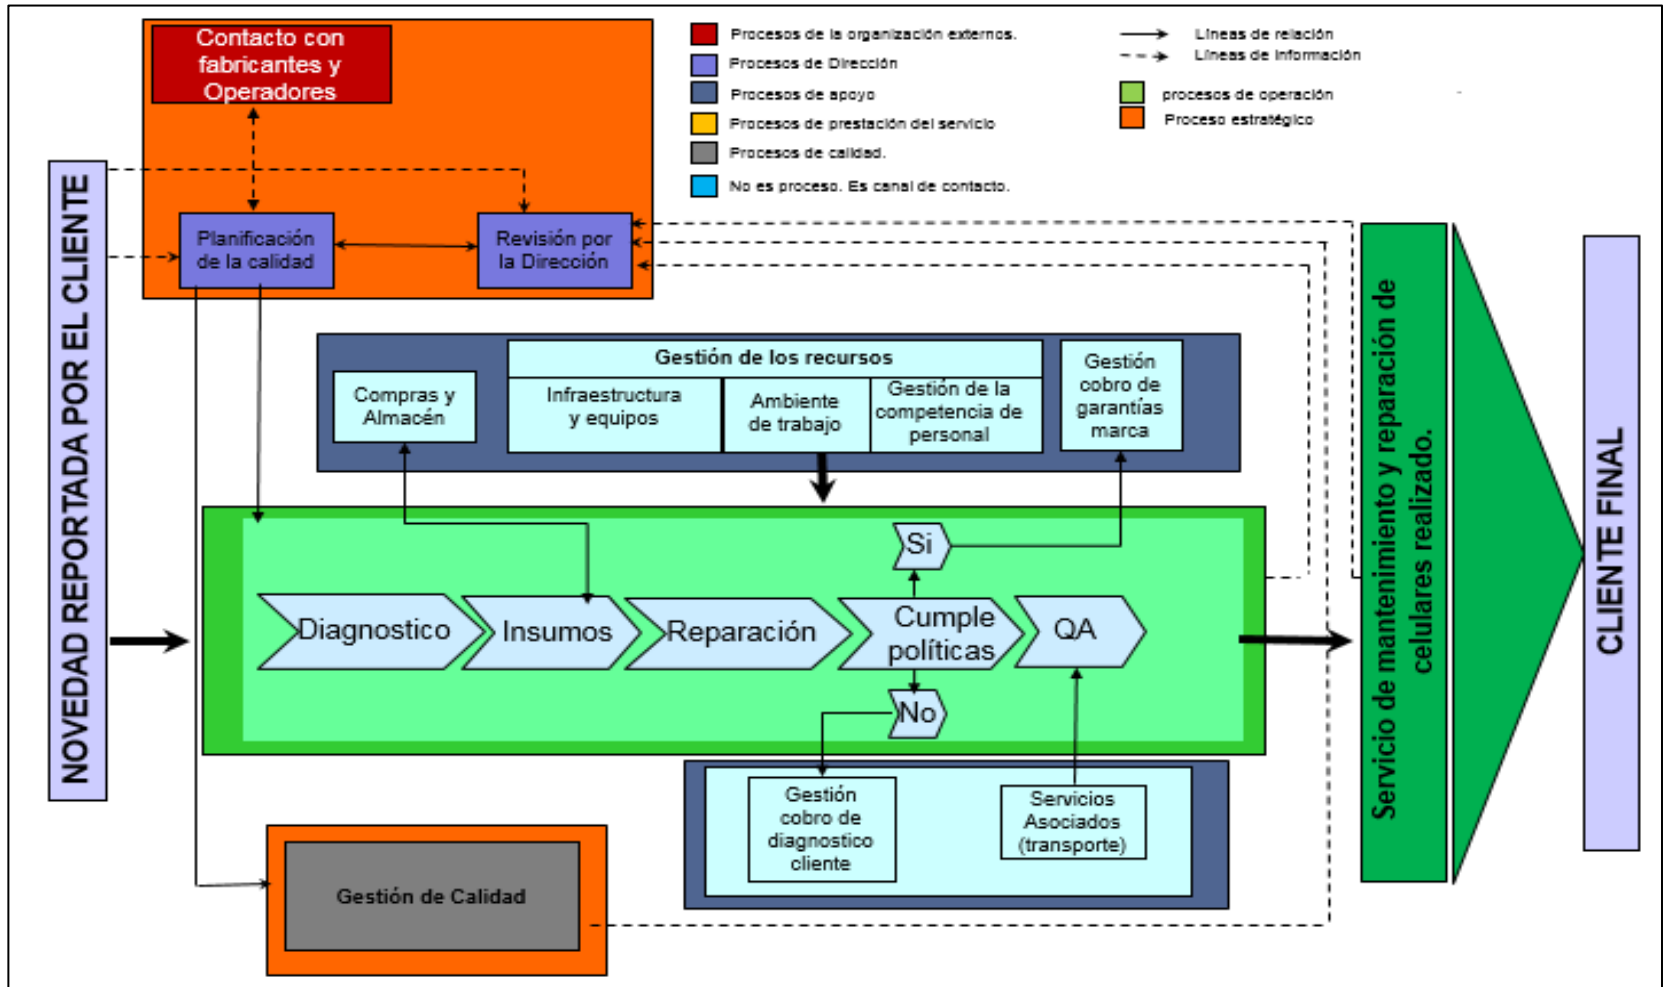 Contacto con
fabricantes y
Operadores
Procesos de la organización externos.
Procesos de Dirección
Procesos de apoyo
Procesos de prestación del servicio
Procesos de calidad.
No es proceso. Es canal de contacto.
Líneas de relación
Líneas de Información
procesos de operación
Proceso estratégico
NOVEDAD REPORTADA POR EL CLIENTE
Planificación
de la calidad
Revisión por
la Dirección
Compras y
Almacén
Gestión de los recursos
Infraestructura
y equipos
Ambiente
de trabajo
Gestión de la
competencia de
personal
Gestión
cobro de
garantías
marca
Si
Diagnostico
Insumos
Reparación
Cumple
políticas
QA
No
Gestión
cobro de
diagnostico
cliente
Servicios
Asociados
(transporte)
Gestión de Calidad
Servicio de mantenimiento y reparación de
celulares realizado.
CLIENTE FINAL